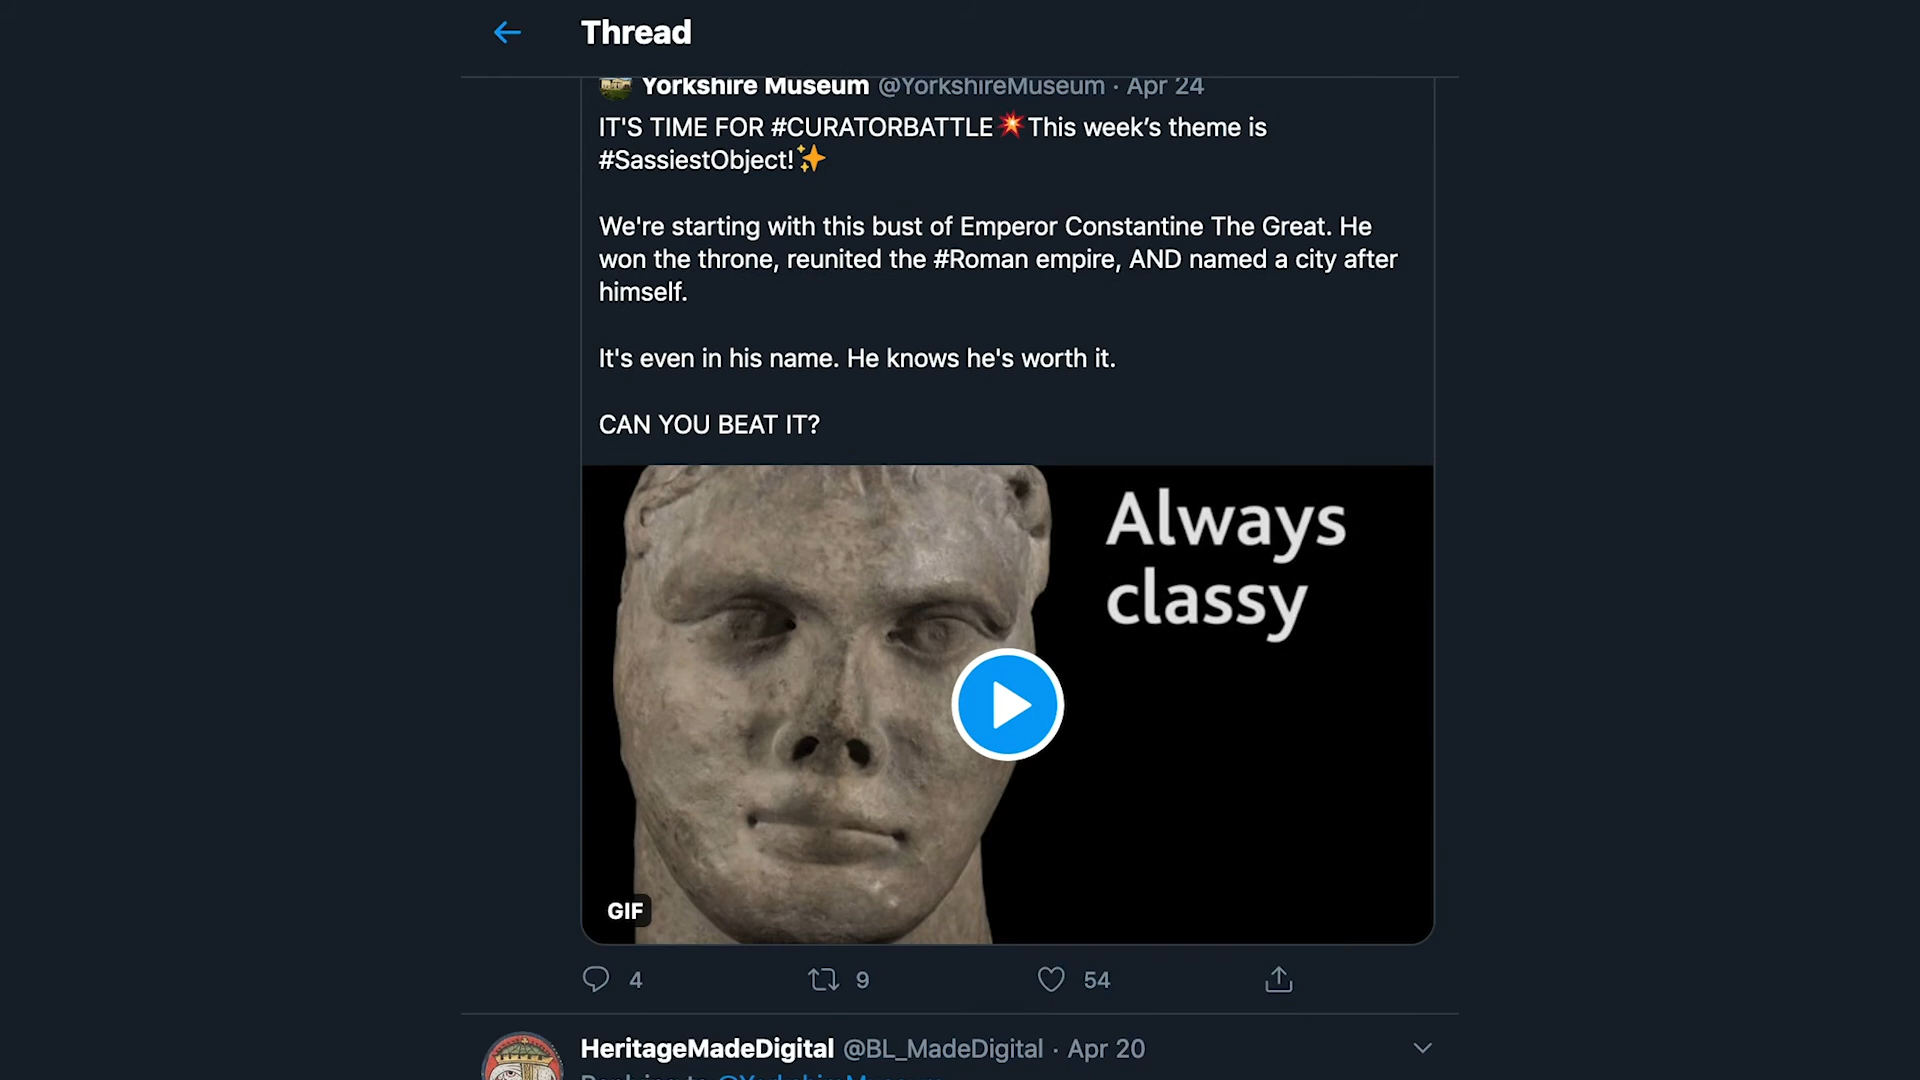 Thread
Yorkshire Museum @YorkshireMuseum · Apr 24
IT'S TIME FOR #CURATORBATTLE💥This week’s theme is
#SassiestObject!✨
We're starting with this bust of Emperor Constantine The Great. He
won the throne, reunited the #Roman empire, AND named a city after
himself.
It's even in his name. He knows he's worth it.
CAN YOU BEAT IT?
Always
classy
GIF
4 9 54
HeritageMadeDigital @BL_MadeDigital · Apr 20
Replying to @YorkshireMuseum